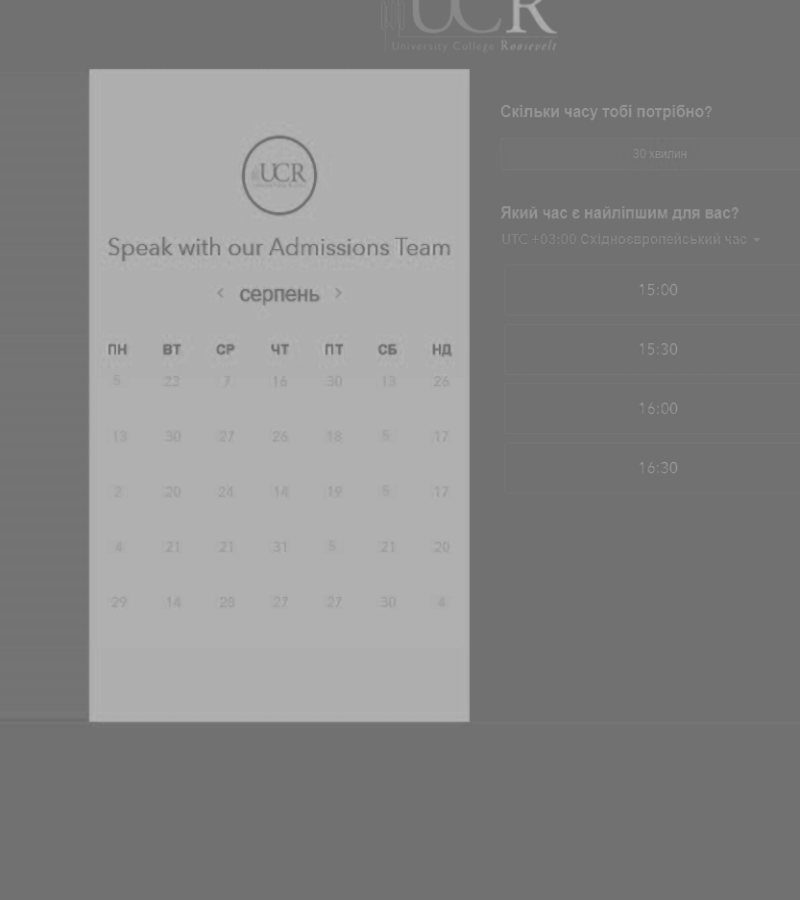 UCR
University College Roosevelt
UCR
Speak with our Admissions Team
< серпень >
ПН ВТ СР ЧТ ПТ СБ НД
5 23 7 16 30 13 26
13 30 27 26 18 5 17
2 20 24 14 19 5 17
4 21 21 31 5 21 20
29 14 28 27 27 30 4
Скільки часу тобі потрібно?
30 хвилин
Який час є найліпшим для вас?
UTC +03:00 Східноєвропейський час
15:00
15:30
16:00
16:30